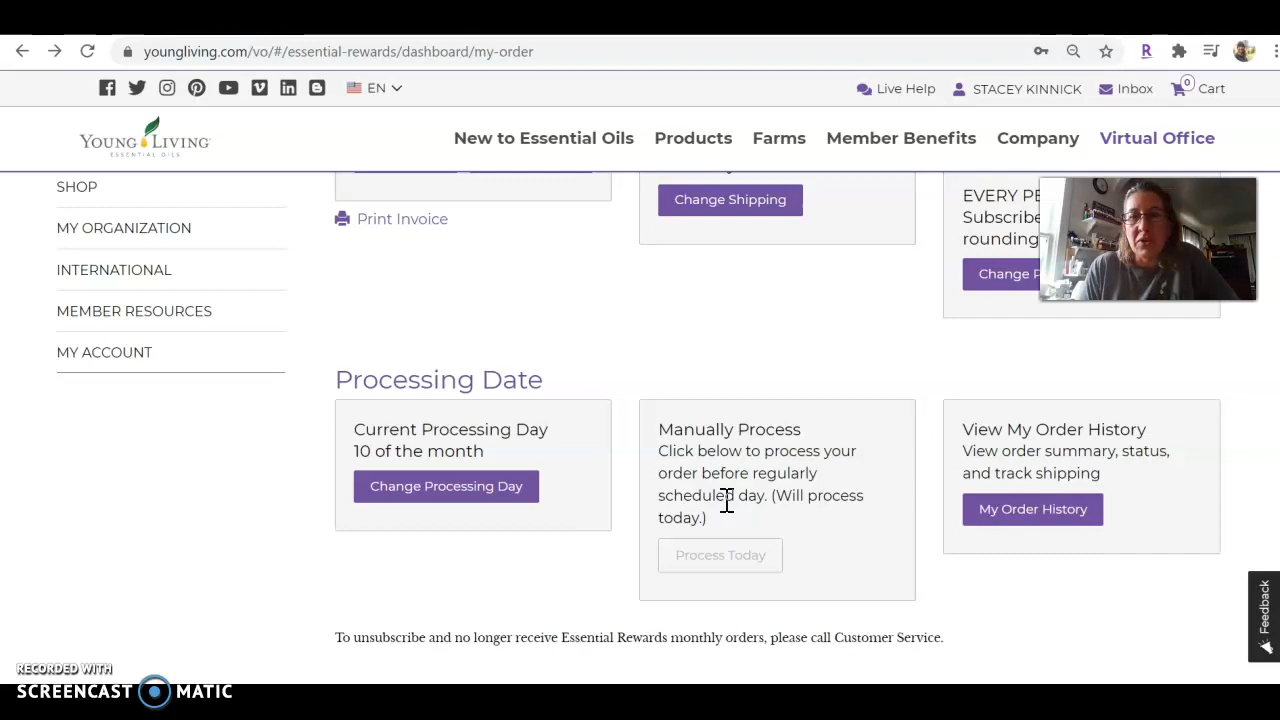 youngliving.com/vo/#/essential-rewards/dashboard/my-order
R
EN
Live Help
STACEY KINNICK
Inbox
0
Cart
YOUNG LIVING
ESSENTIAL OILS
New to Essential Oils
Products
Farms
Member Benefits
Company
Virtual Office
SHOP
MY ORGANIZATION
INTERNATIONAL
MEMBER RESOURCES
MY ACCOUNT
Print Invoice
Change Shipping
EVERY
Subscribe
rounding
Change
Processing Date
Current Processing Day
10 of the month
Change Processing Day
Manually Process
Click below to process your
order before regularly
scheduled day. (Will process
today.)
Process Today
View My Order History
View order summary, status,
and track shipping
My Order History
Feedback
To unsubscribe and no longer receive Essential Rewards monthly orders, please call Customer Service.
RECORDED WITH
SCREENCAST MATIC